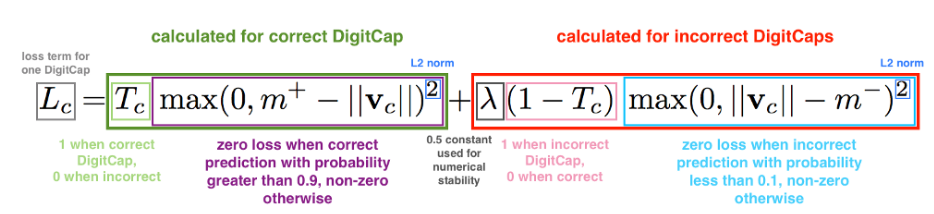 calculated for correct DigitCap
calculated for incorrect DigitCaps
loss term for
one DigitCap
L2 norm
L2 norm
L_c = T_c max(0, m^+ − ||v_c||)^2 + λ(1 − T_c) max(0, ||v_c|| − m^−)^2
1 when correct
DigitCap,
0 when incorrect
zero loss when correct
prediction with probability
greater than 0.9, non-zero
otherwise
0.5 constant
used for
numerical
stability
1 when incorrect
DigitCap,
0 when correct
zero loss when incorrect
prediction with probability
less than 0.1, non-zero
otherwise